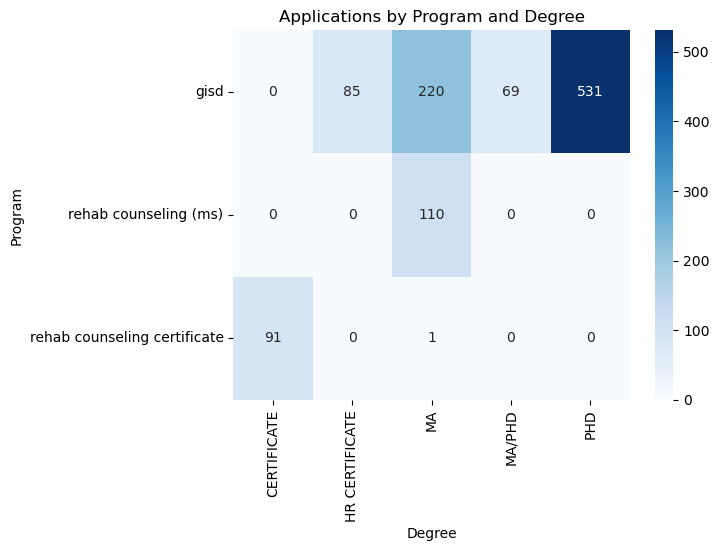 Applications by Program and Degree
Program
gisd
0 85 220 69 531
rehab counseling (ms)
0 0 110 0 0
rehab counseling certificate
91 0 1 0 0
CERTIFICATE
HR CERTIFICATE
MA
MA/PHD
PHD
Degree
500
400
300
200
100
0